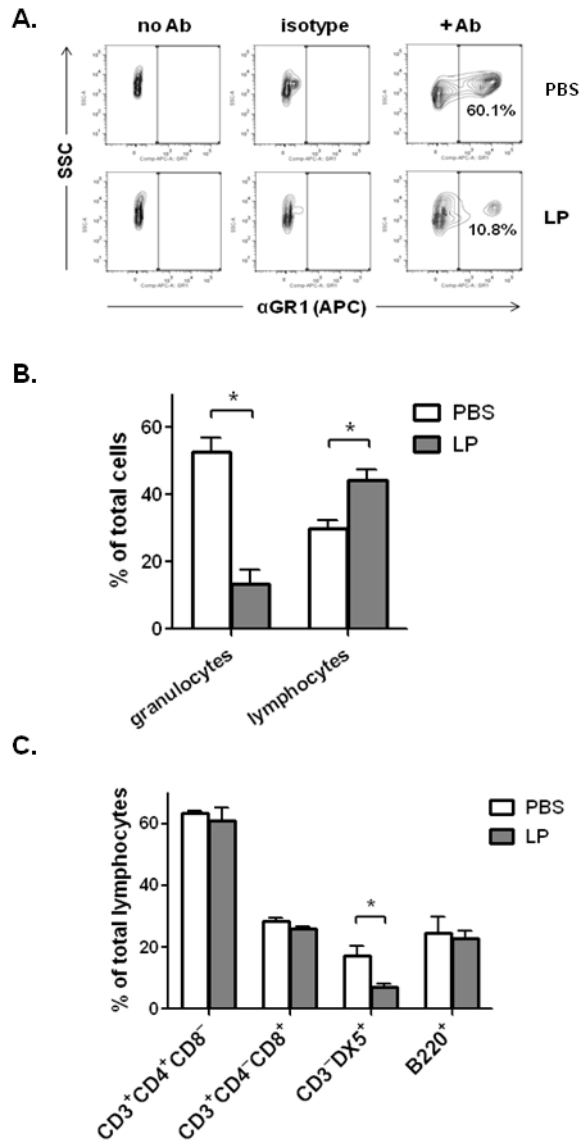 A.
no Ab isotype +Ab
PBS
60.1%
LP
10.8%
SSC
αGR1 (APC)
B.
% of total cells
60
40
20
0
* *
PBS
LP
granulocytes lymphocytes
C.
% of total lymphocytes
60
40
20
0
*
PBS
LP
CD3⁺CD4⁺CD8⁻ CD3⁺CD4⁻CD8⁺ CD3⁻DX5⁺ B220⁺